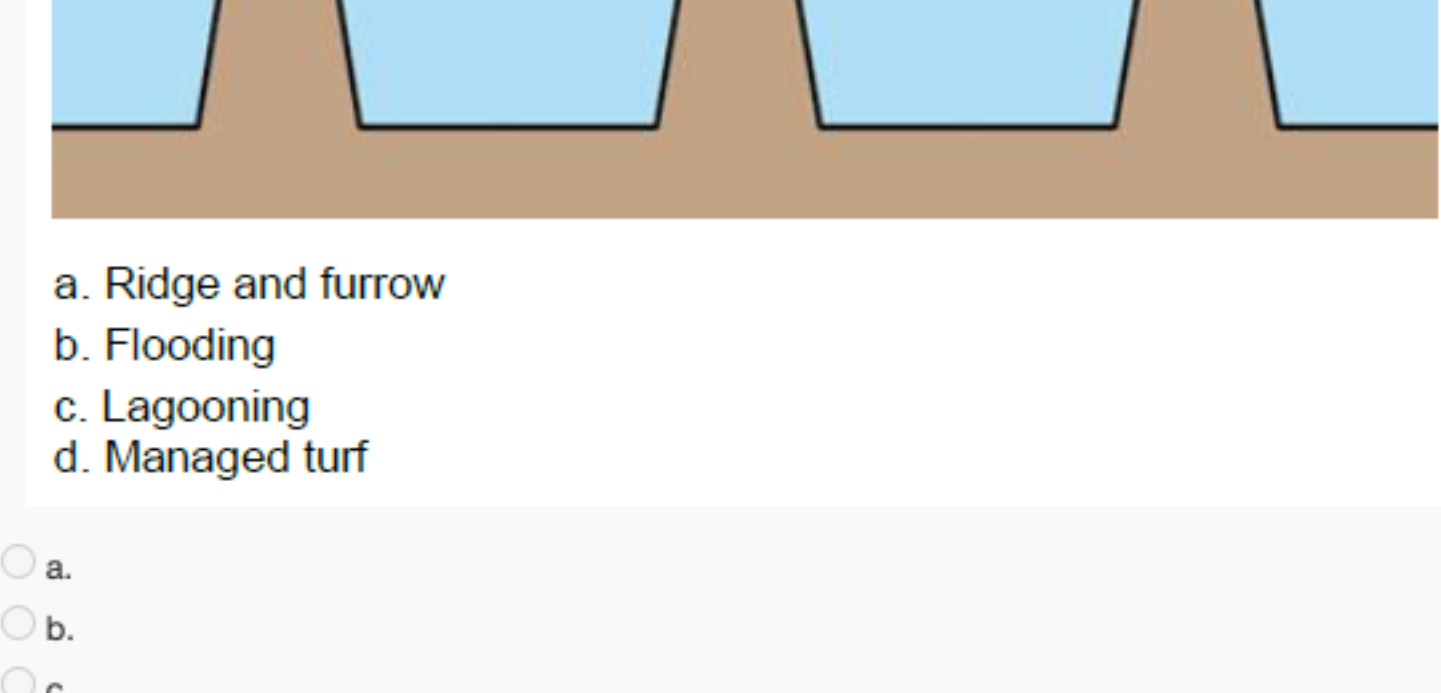 a. Ridge and furrow
b. Flooding
c. Lagooning
d. Managed turf
a.
b.
c